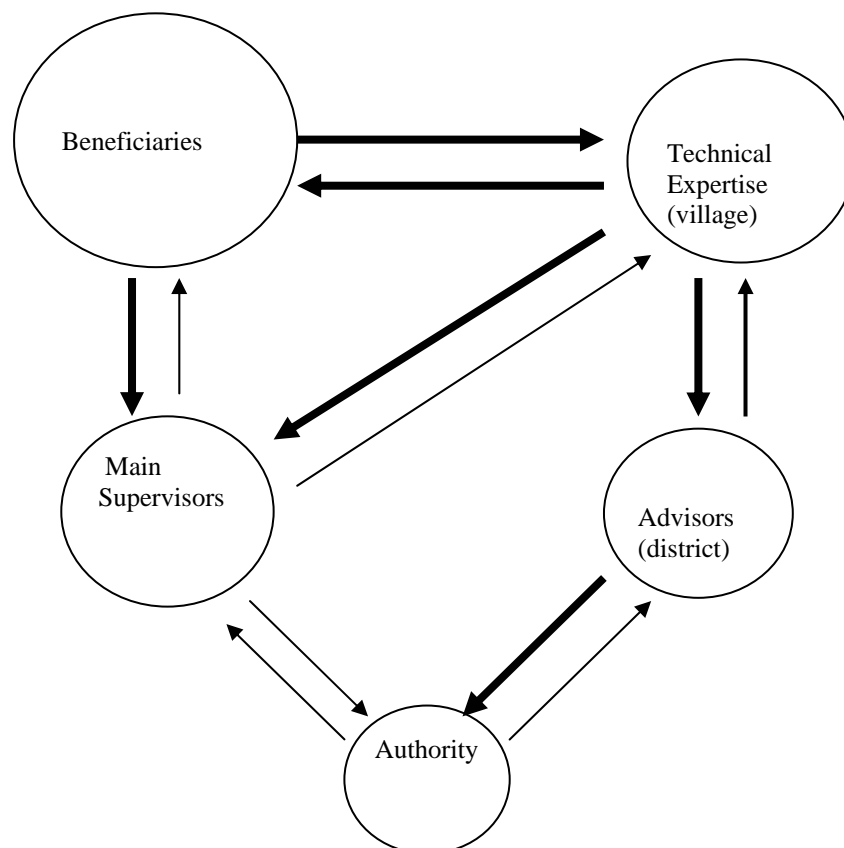 Beneficiaries
Technical
Expertise
(village)
Main
Supervisors
Advisors
(district)
Authority